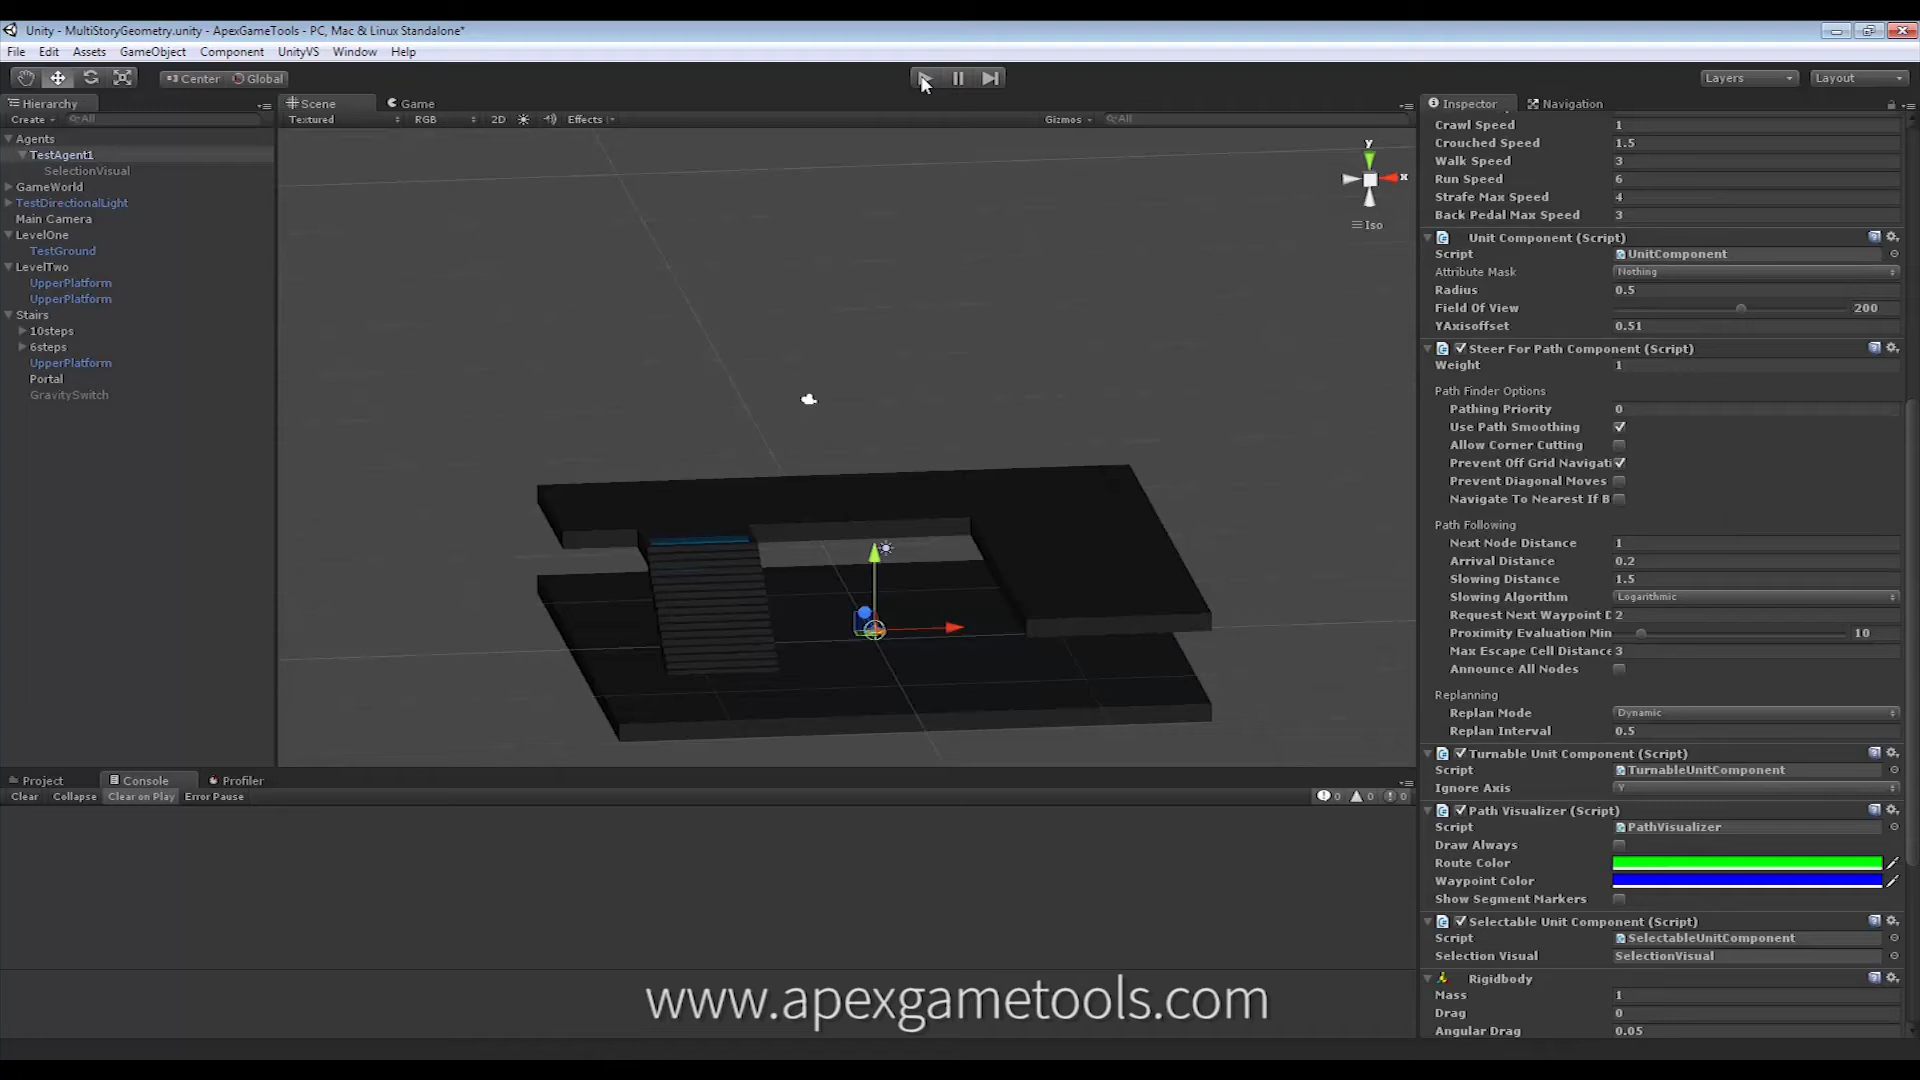 Unity - MultiStoryGeometry.unity - ApexGameTools - PC, Mac & Linux Standalone*
File Edit Assets GameObject Component UnityVS Window Help
Center Global Layers Layout
Hierarchy
Create All
Agents
TestAgent1
SelectionVisual
GameWorld
TestDirectionalLight
Main Camera
LevelOne
TestGround
LevelTwo
UpperPlatform
UpperPlatform
Stairs
10steps
6steps
UpperPlatform
Portal
GravitySwitch
Scene Game
Textured RGB 2D Effects Gizmos All
y
x
Iso
Inspector Navigation
Crawl Speed 1
Crouched Speed 1.5
Walk Speed 3
Run Speed 6
Strafe Max Speed 4
Back Pedal Max Speed 3
Unit Component (Script)
Script UnitComponent
Attribute Mask Nothing
Radius 0.5
Field Of View 200
YAxisoffset 0.51
Steer For Path Component (Script)
Weight 1
Path Finder Options
Pathing Priority 0
Use Path Smoothing
Allow Corner Cutting
Prevent Off Grid Navigati
Prevent Diagonal Moves
Navigate To Nearest If B
Path Following
Next Node Distance 1
Arrival Distance 0.2
Slowing Distance 1.5
Slowing Algorithm Logarithmic
Request Next Waypoint D 2
Proximity Evaluation Min 10
Max Escape Cell Distance 3
Announce All Nodes
Replanning
Replan Mode Dynamic
Replan Interval 0.5
Turnable Unit Component (Script)
Script TurnableUnitComponent
Ignore Axis Y
Path Visualizer (Script)
Script PathVisualizer
Draw Always
Route Color
Waypoint Color
Show Segment Markers
Selectable Unit Component (Script)
Script SelectableUnitComponent
Selection Visual SelectionVisual
Rigidbody
Mass 1
Drag 0
Angular Drag 0.05
Project Console Profiler
Clear Collapse Clear on Play Error Pause 0 0 0
www.apexgametools.com